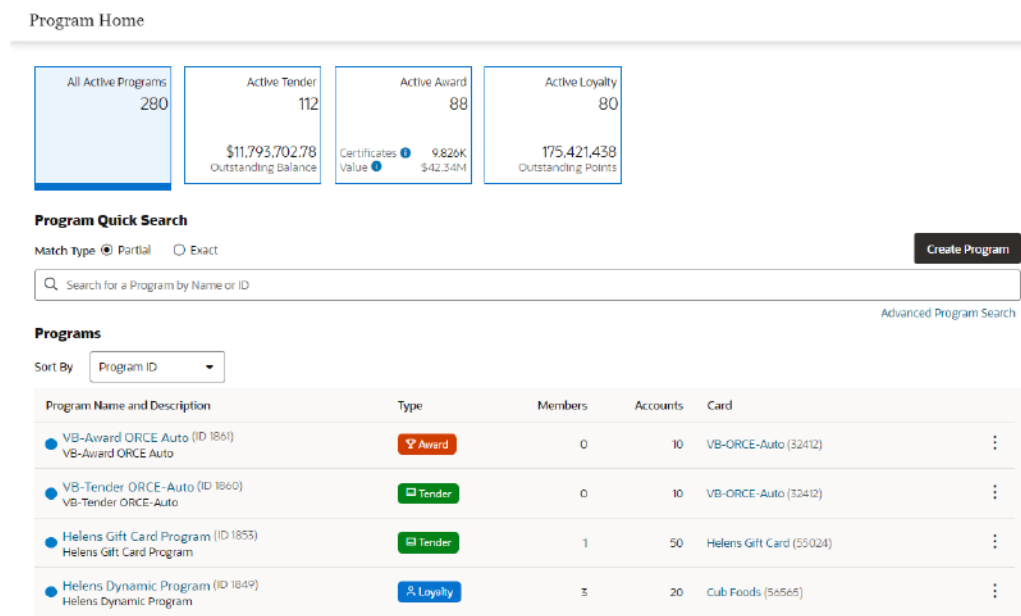 Program Home
All Active Programs
280
Active Tender
112
$11,793,702.78
Outstanding Balance
Active Award
88
Certificates 9.826K
Value $42.34M
Active Loyalty
80
175,421,438
Outstanding Points
Program Quick Search
Match Type Partial Exact
Create Program
Search for a Program by Name or ID
Advanced Program Search
Programs
Sort By Program ID
Program Name and Description Type Members Accounts Card
VB-Award ORCE Auto (ID 1861) Award 0 10 VB-ORCE-Auto (32412)
VB-Award ORCE Auto
VB-Tender ORCE-Auto (ID 1860) Tender 0 10 VB-ORCE-Auto (32412)
VB-Tender ORCE-Auto
Helens Gift Card Program (ID 1853) Tender 1 50 Helens Gift Card (55024)
Helens Gift Card Program
Helens Dynamic Program (ID 1849) Loyalty 3 20 Cub Foods (56565)
Helens Dynamic Program